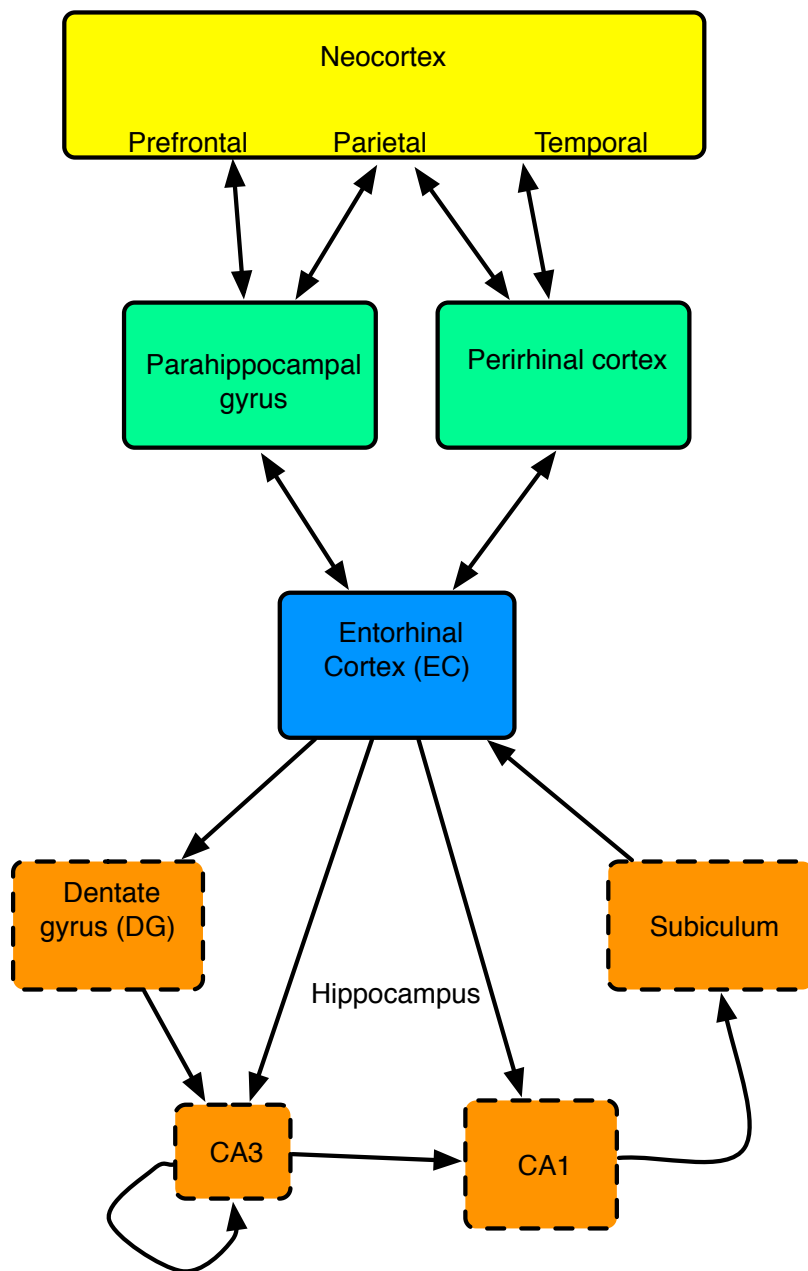 Neocortex
Prefrontal
Parietal
Temporal
Parahippocampal
gyrus
Perirhinal cortex
Entorhinal
Cortex (EC)
Dentate
gyrus (DG)
Subiculum
Hippocampus
CA3
CA1